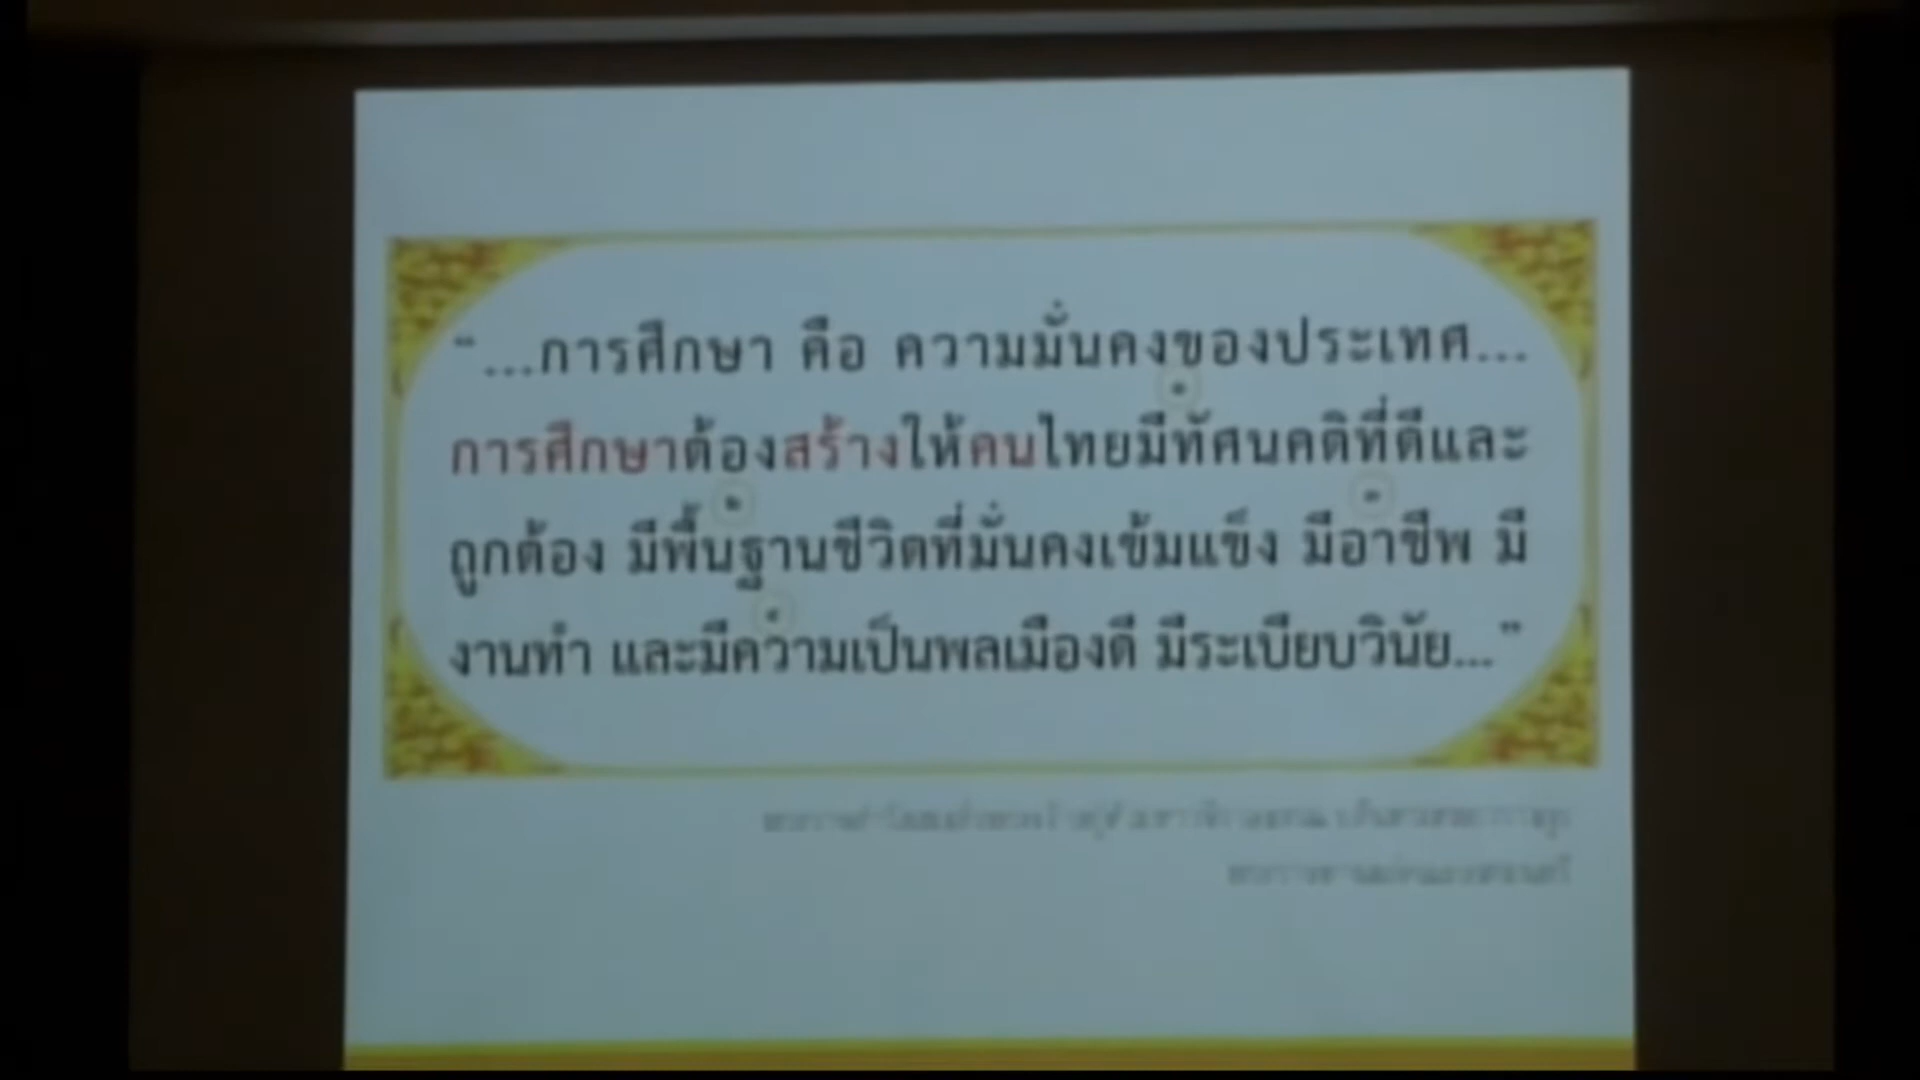 "...การศึกษา คือ ความมั่นคงของประเทศ...
การศึกษาต้องสร้างให้คนไทยมีทัศนคติที่ดีและ
ถูกต้อง มีพื้นฐานชีวิตที่มั่นคงเข้มแข็ง มีอาชีพ มี
งานทำ และมีความเป็นพลเมืองดี มีระเบียบวินัย..."